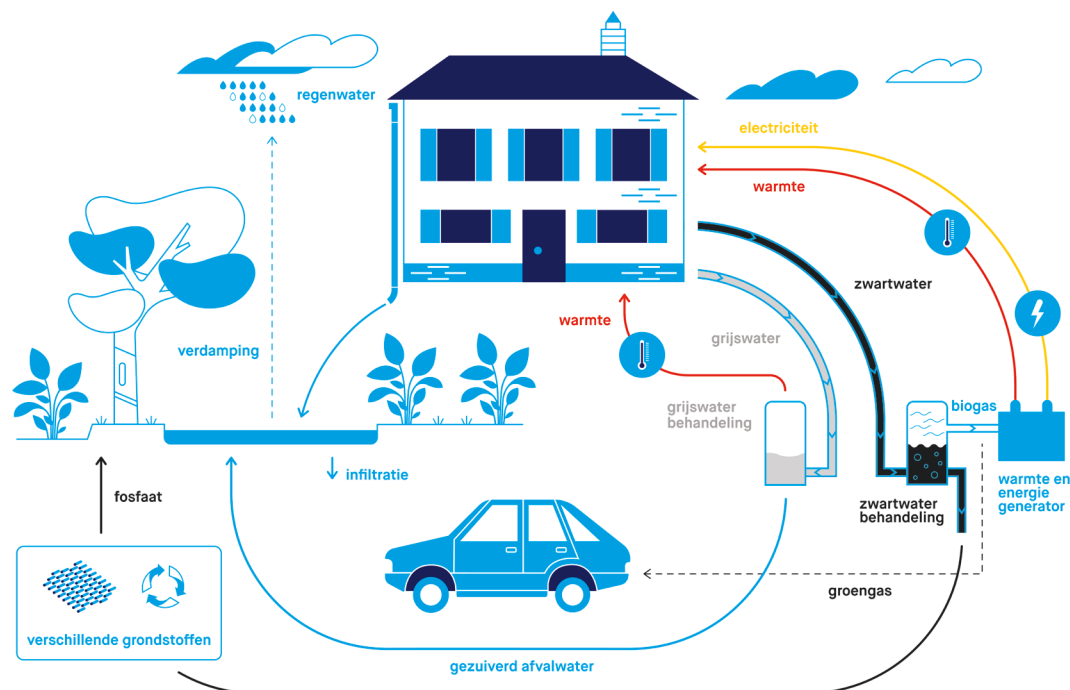 regenwater
electriciteit
warmte
zwartwater
verdamping
warmte
grijswater
grijswater
behandeling
biogas
infiltratie
warmte en
energie
generator
fosfaat
zwartwater
behandeling
groengas
verschillende grondstoffen
gezuiverd afvalwater